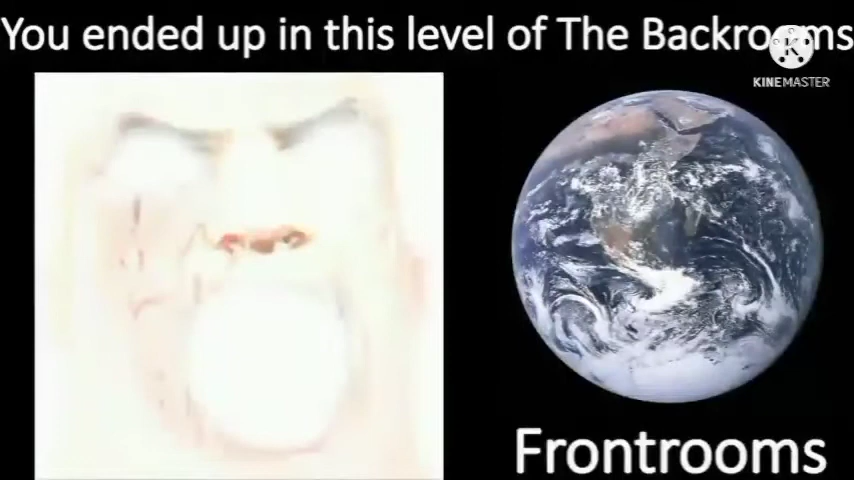 You ended up in this level of The Backrooms
KINEMASTER
Frontrooms